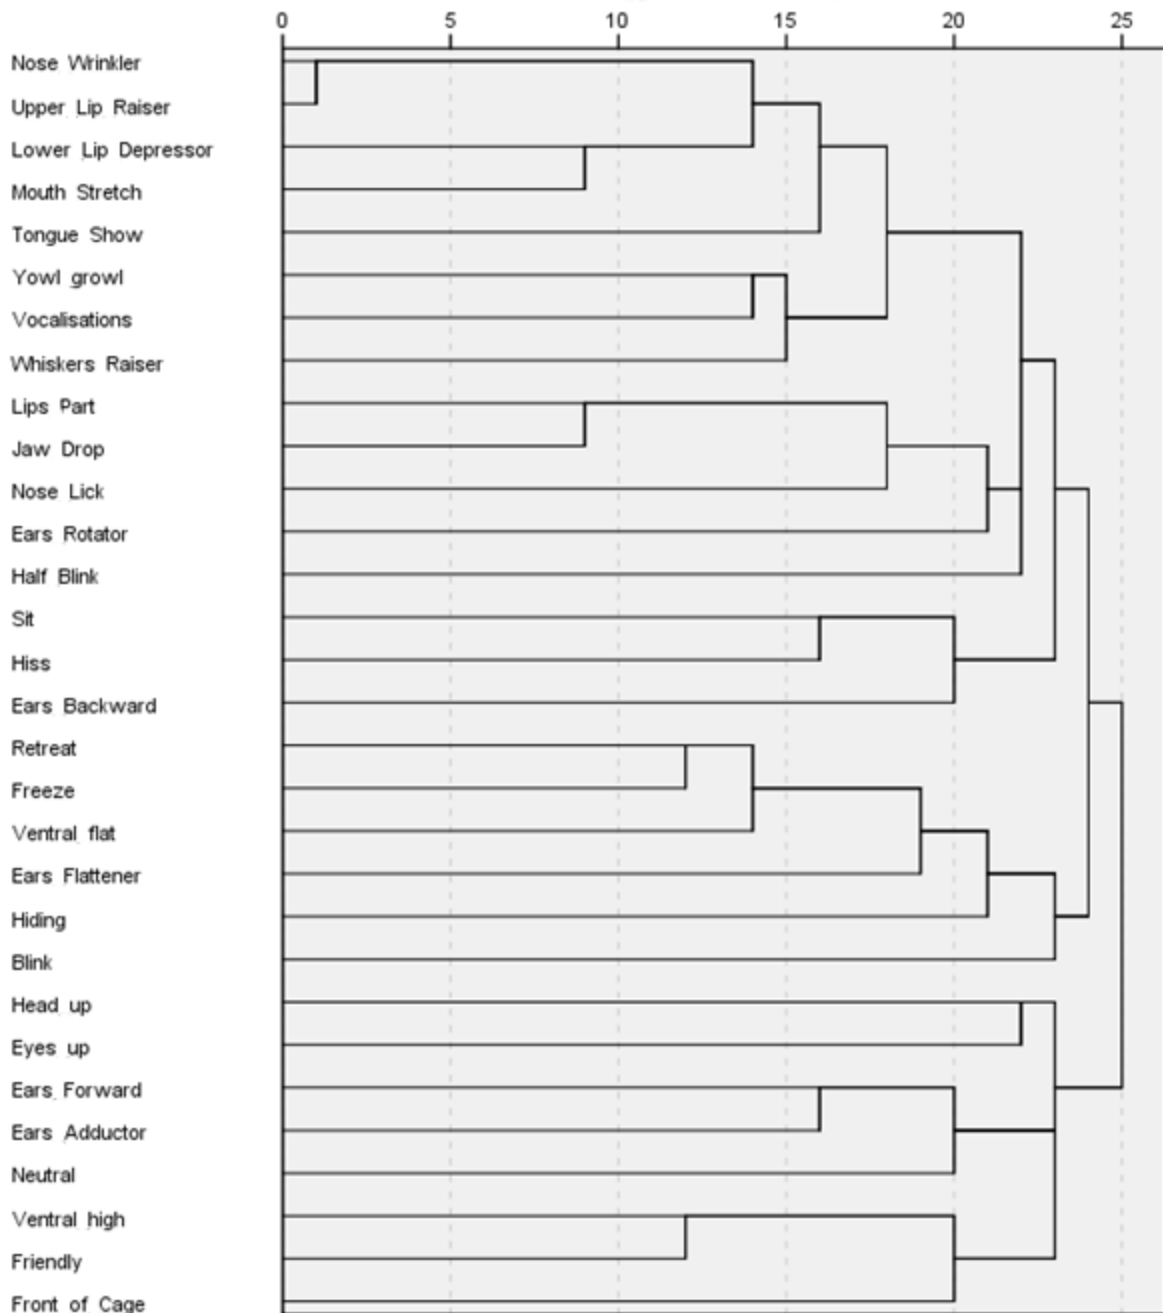 0 5 10 15 20 25
Nose Wrinkler
Upper Lip Raiser
Lower Lip Depressor
Mouth Stretch
Tongue Show
Yowl growl
Vocalisations
Whiskers Raiser
Lips Part
Jaw Drop
Nose Lick
Ears Rotator
Half Blink
Sit
Hiss
Ears Backward
Retreat
Freeze
Ventral flat
Ears Flattener
Hiding
Blink
Head up
Eyes up
Ears Forward
Ears Adductor
Neutral
Ventral high
Friendly
Front of Cage